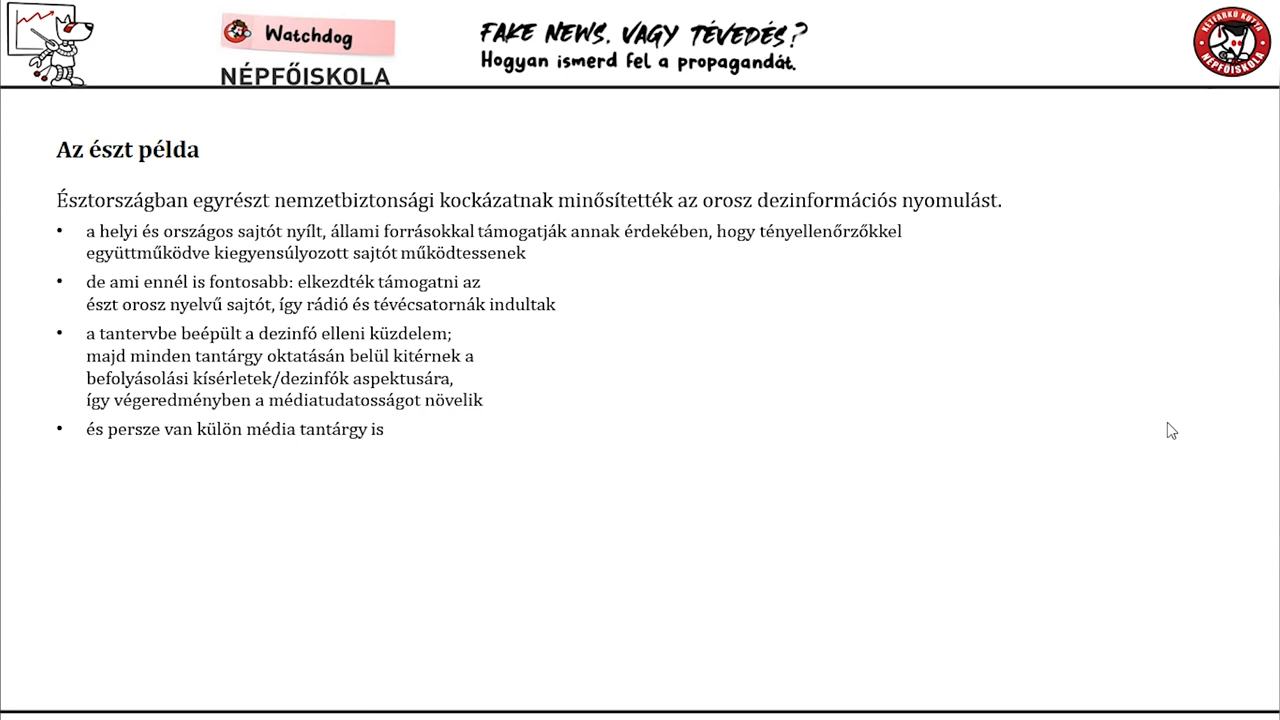 Watchdog
NÉPFŐISKOLA
FAKE NEWS, VAGY TÉVEDÉS?
Hogyan ismerd fel a propagandát.
KÉTFARKÚ KUTYA
NÉPFŐISKOLA
Az észt példa
Észtországban egyrészt nemzetbiztonsági kockázatnak minősítették az orosz dezinformációs nyomulást.
• a helyi és országos sajtót nyílt, állami forrásokkal támogatják annak érdekében, hogy tényellenőrzőkkel
együttműködve kiegyensúlyozott sajtót működtessenek
• de ami ennél is fontosabb: elkezdték támogatni az
észt orosz nyelvű sajtót, így rádió és tévécsatornák indultak
• a tantervbe beépült a dezinfó elleni küzdelem;
majd minden tantárgy oktatásán belül kitérnek a
befolyásolási kísérletek/dezinfók aspektusára,
így végeredményben a médiatudatosságot növelik
• és persze van külön média tantárgy is